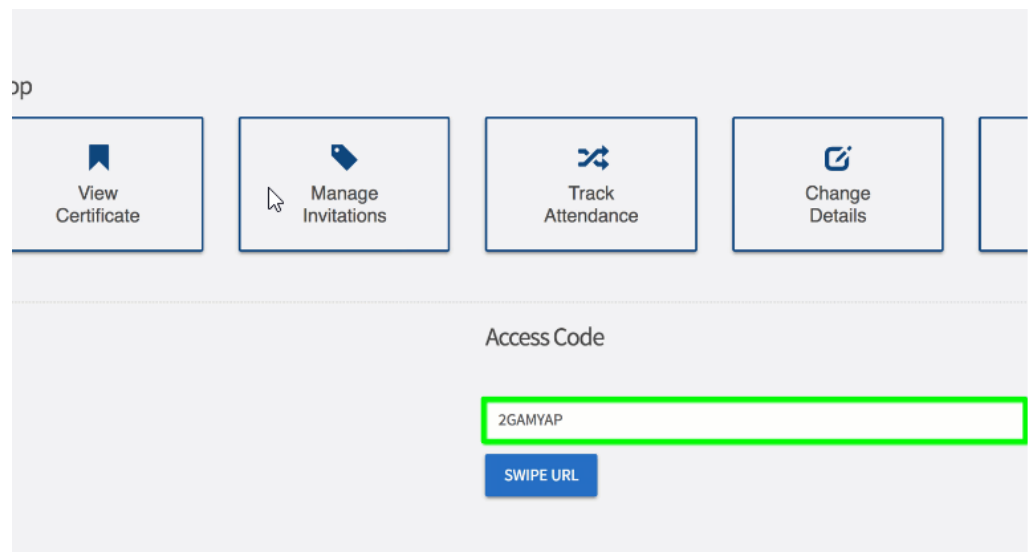 View
Certificate
Manage
Invitations
Track
Attendance
Change
Details
Access Code
2GAMYAP
SWIPE URL